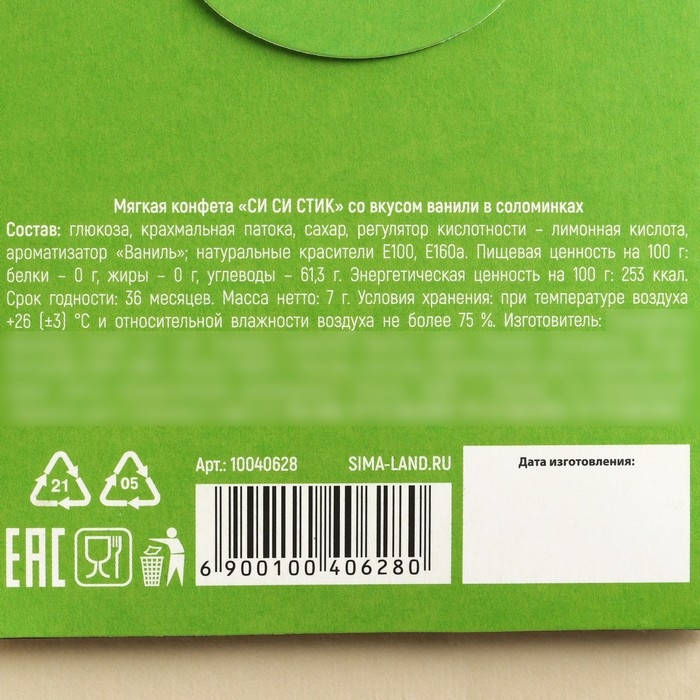 Мягкая конфета «СИ СИ СТИК» со вкусом ванили в соломинках
Состав: глюкоза, крахмальная патока, сахар, регулятор кислотности – лимонная кислота,
ароматизатор «Ваниль»; натуральные красители Е100, Е160а. Пищевая ценность на 100 г:
белки – 0 г, жиры – 0 г, углеводы – 61,3 г. Энергетическая ценность на 100 г: 253 ккал.
Срок годности: 36 месяцев. Масса нетто: 7 г. Условия хранения: при температуре воздуха
+26 (±3) °С и относительной влажности воздуха не более 75 %. Изготовитель:
21 05
Арт.: 10040628 SIMA-LAND.RU
Дата изготовления:
EAC
6 900100 406280